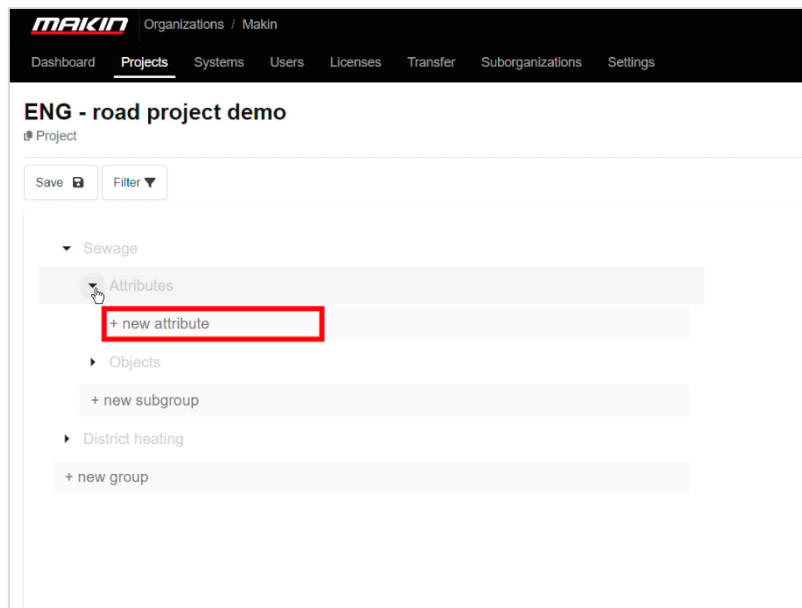 MAKIN Organizations / Makin
Dashboard Projects Systems Users Licenses Transfer Suborganizations Settings
ENG - road project demo
Project
Save Filter
Sewage
Attributes
+ new attribute
Objects
+ new subgroup
District heating
+ new group